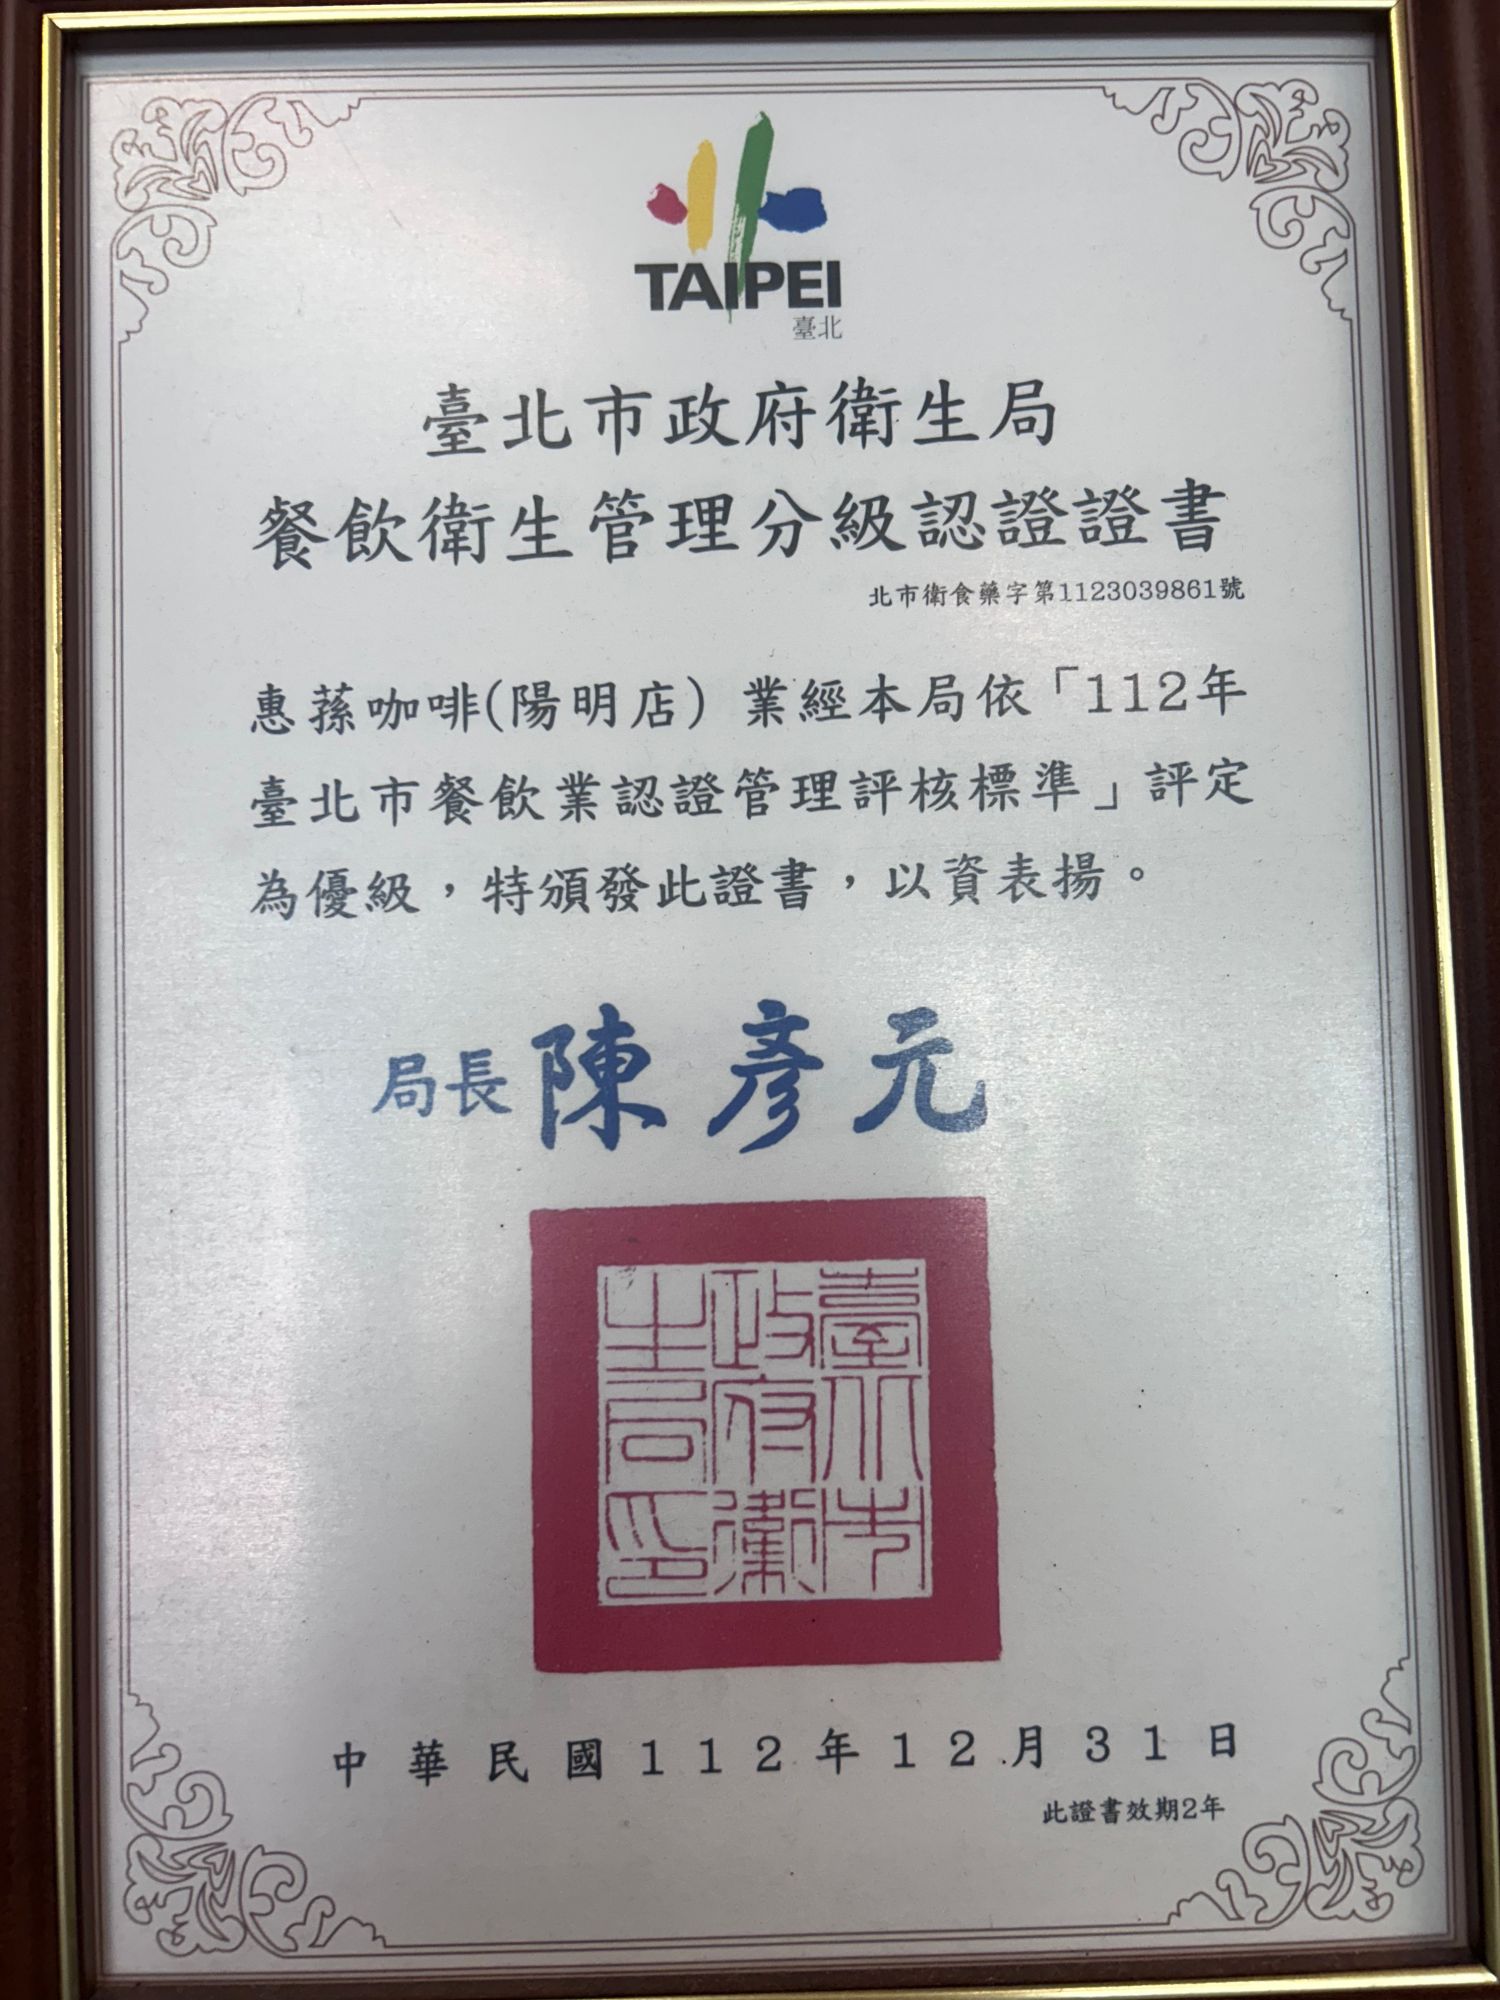 TAIPEI
臺北
臺北市政府衛生局
餐飲衛生管理分級認證證書
北市衛食藥字第1123039861號
惠蓀咖啡(陽明店) 業經本局依「112年
臺北市餐飲業認證管理評核標準」評定
為優級，特頒發此證書，以資表揚。
局長 陳彥元
臺北市
政府衛
生局印
中華民國112年12月31日
此證書效期2年